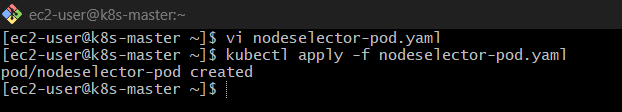 ec2-user@k8s-master:~
[ec2-user@k8s-master ~]$ vi nodeselector-pod.yaml
[ec2-user@k8s-master ~]$ kubectl apply -f nodeselector-pod.yaml
pod/nodeselector-pod created
[ec2-user@k8s-master ~]$